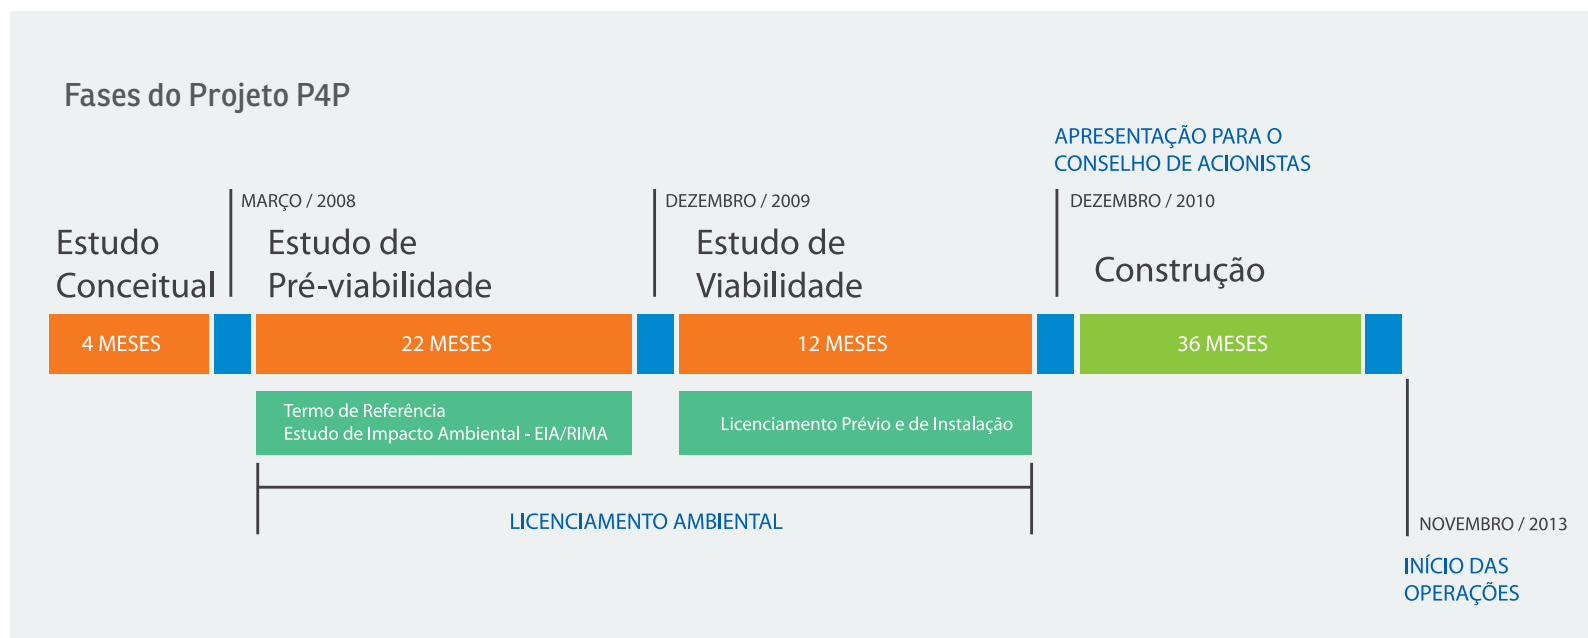 Fases do Projeto P4P
APRESENTAÇÃO PARA O
CONSELHO DE ACIONISTAS
MARÇO / 2008
DEZEMBRO / 2009
DEZEMBRO / 2010
Estudo
Conceitual
Estudo de
Pré-viabilidade
Estudo de
Viabilidade
Construção
4 MESES
22 MESES
12 MESES
36 MESES
Termo de Referência
Estudo de Impacto Ambiental - EIA/RIMA
Licenciamento Prévio e de Instalação
LICENCIAMENTO AMBIENTAL
NOVEMBRO / 2013
INÍCIO DAS
OPERAÇÕES